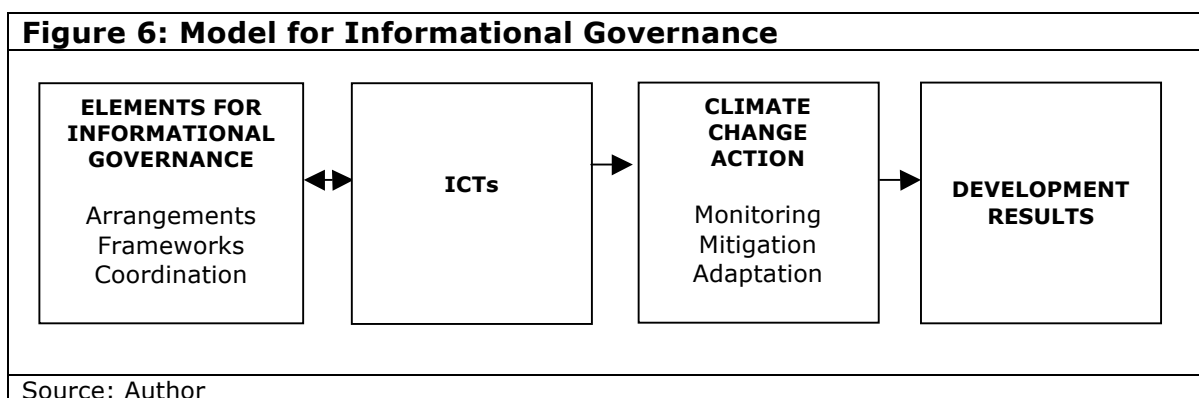 Figure 6: Model for Informational Governance
ELEMENTS FOR
INFORMATIONAL
GOVERNANCE
Arrangements
Frameworks
Coordination
ICTs
CLIMATE
CHANGE
ACTION
Monitoring
Mitigation
Adaptation
DEVELOPMENT
RESULTS
Source: Author